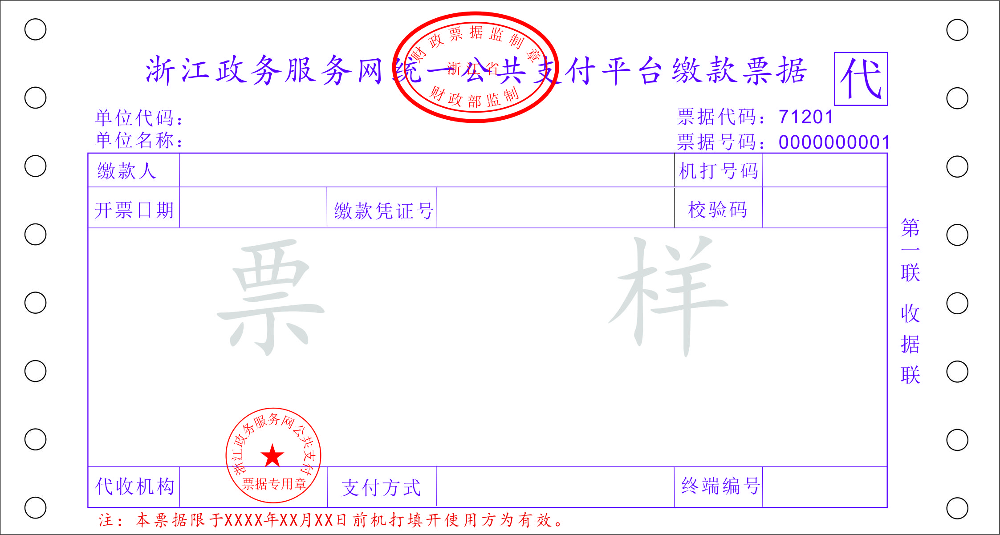 财政票据监制章
浙江省
财政部监制
浙江政务服务网统一公共支付平台缴款票据
代
单位代码：
票据代码：71201
单位名称：
票据号码：0000000001
缴款人
机打号码
开票日期
缴款凭证号
校验码
票样
第一联 收据联
浙江政务服务网公共支付
票据专用章
代收机构
支付方式
终端编号
注：本票据限于XXXX年XX月XX日前机打填开使用方为有效。